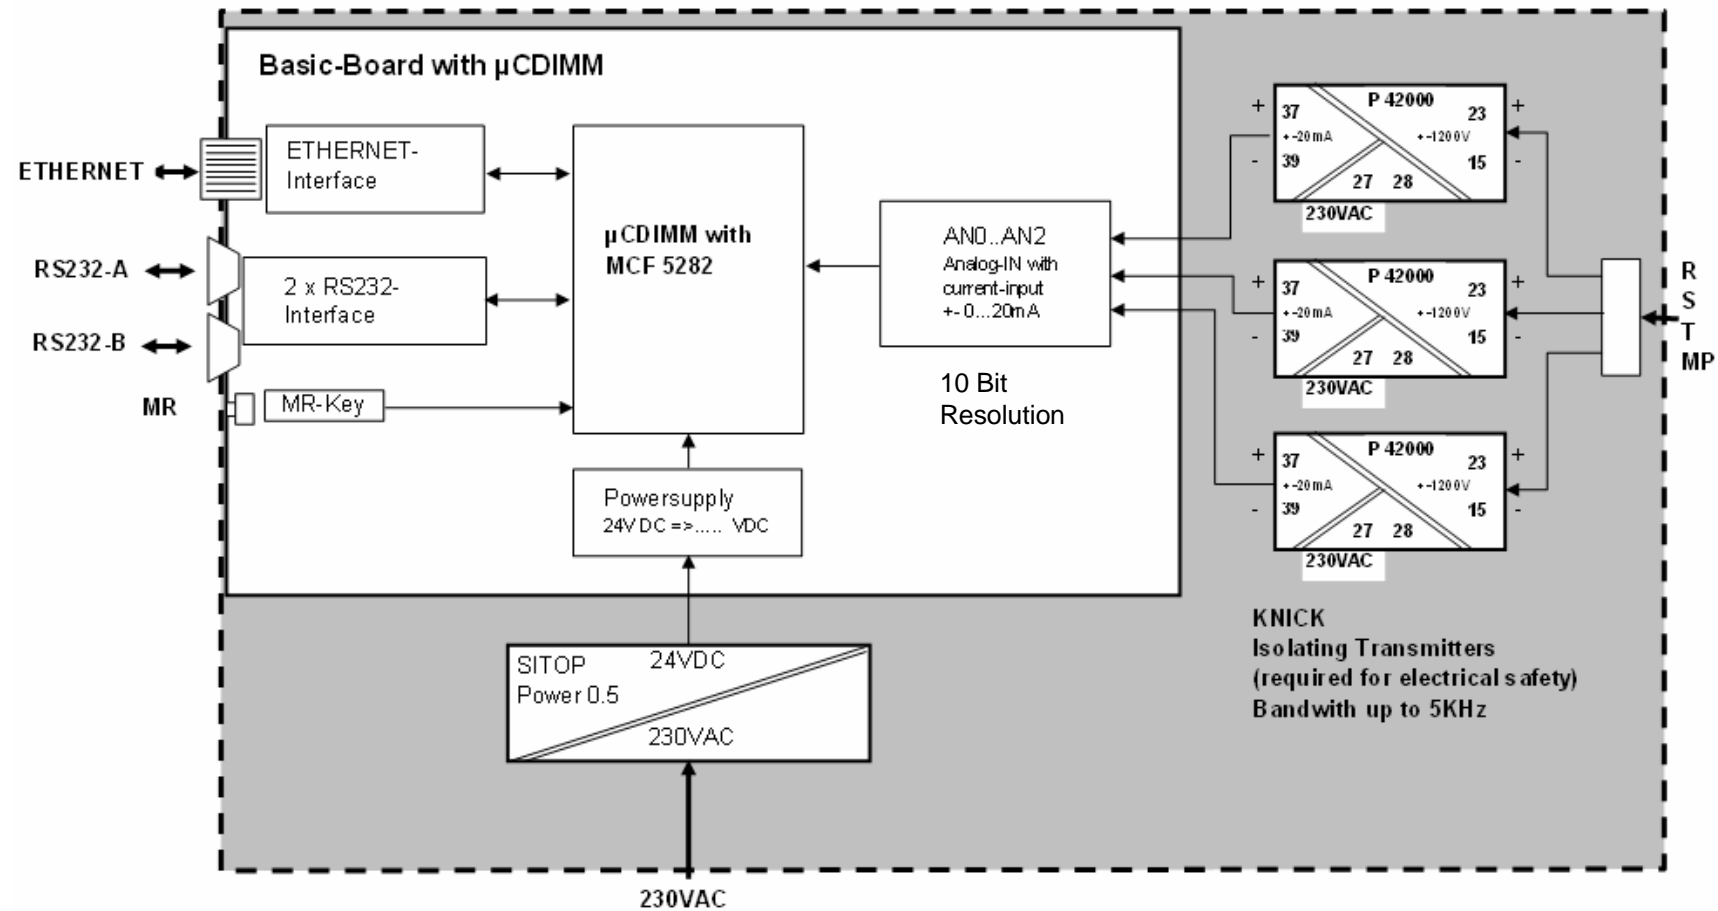 Basic-Board with µCDIMM
ETHERNET
ETHERNET-
Interface
RS232-A
RS232-B
2 x RS232-
Interface
MR
MR-Key
µCDIMM with
MCF 5282
AN0..AN2
Analog-IN with
current-input
+- 0...20mA
10 Bit
Resolution
Powersupply
24V DC =>..... VDC
SITOP
Power 0.5
24VDC
230VAC
230VAC
+
-
37
+-20mA
39
P 42000
23
+-1200V
15
27 28
+
-
230VAC
+
-
37
+-20mA
39
P 42000
23
+-1200V
15
27 28
+
-
230VAC
+
-
37
+-20mA
39
P 42000
23
+-1200V
15
27 28
+
-
230VAC
R
S
T
MP
KNICK
Isolating Transmitters
(required for electrical safety)
Bandwith up to 5KHz